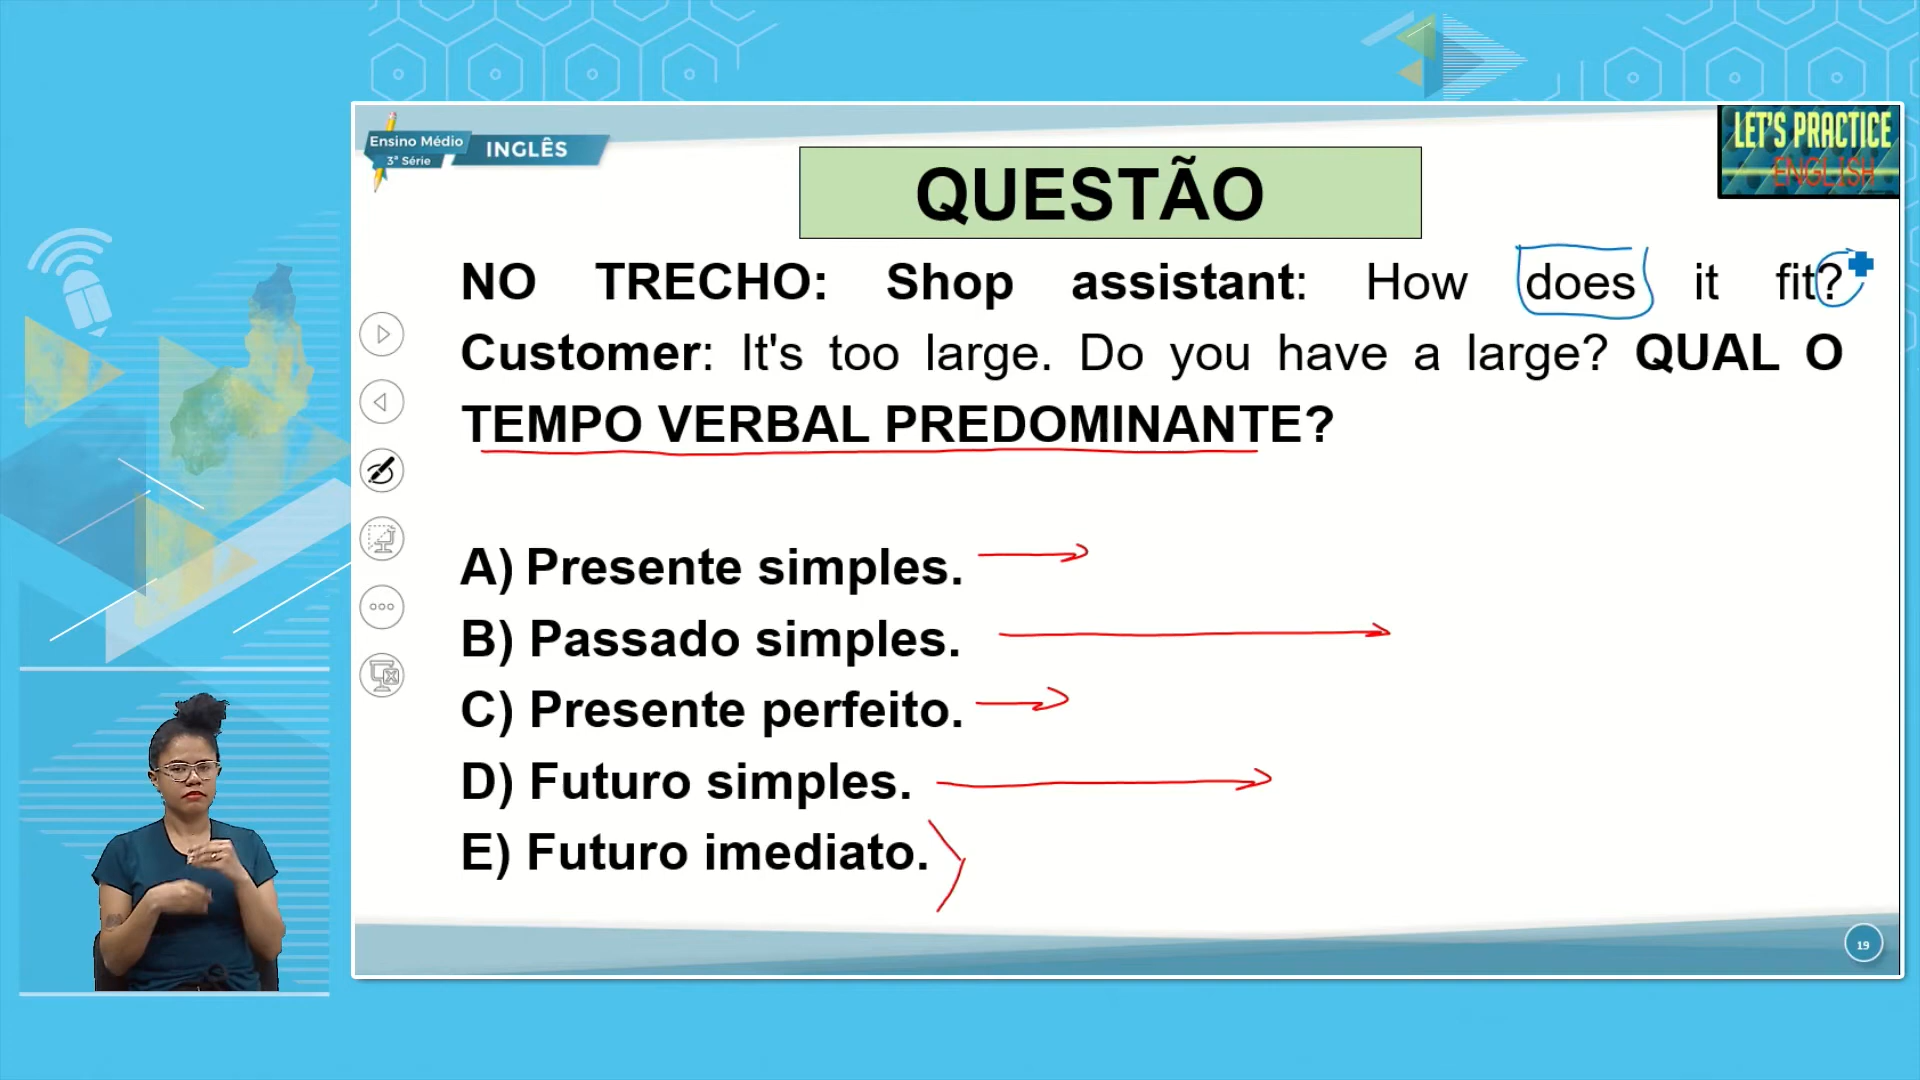 Ensino Médio
3ª Série
INGLÊS
LET'S PRACTICE
ENGLISH
QUESTÃO
NO TRECHO: Shop assistant: How does it fit?
Customer: It's too large. Do you have a large? QUAL O
TEMPO VERBAL PREDOMINANTE?
A) Presente simples.
B) Passado simples.
C) Presente perfeito.
D) Futuro simples.
E) Futuro imediato.
19